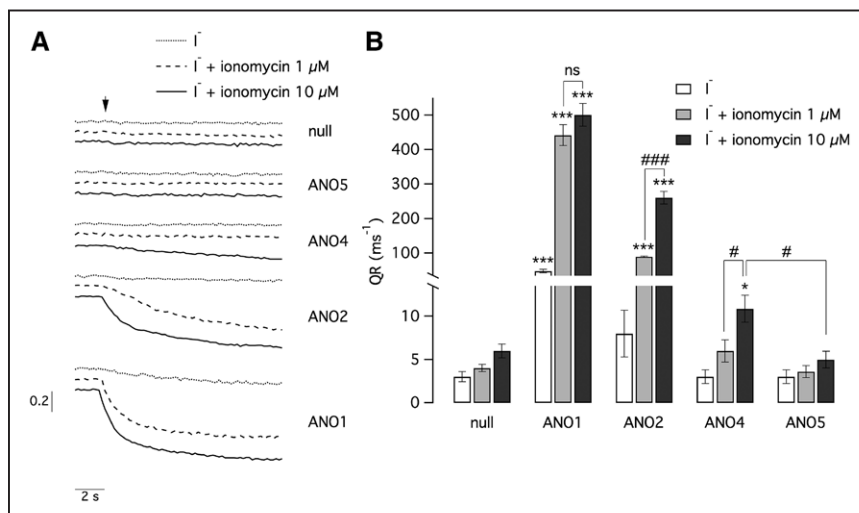 A
I⁻
I⁻ + ionomycin 1 µM
I⁻ + ionomycin 10 µM
null
ANO5
ANO4
ANO2
ANO1
0.2
2 s
B
I⁻
I⁻ + ionomycin 1 µM
I⁻ + ionomycin 10 µM
QR (ms⁻¹)
500
400
300
200
100
10
5
0
ns
*** *** ***
###
*** ***
# #
*
null ANO1 ANO2 ANO4 ANO5